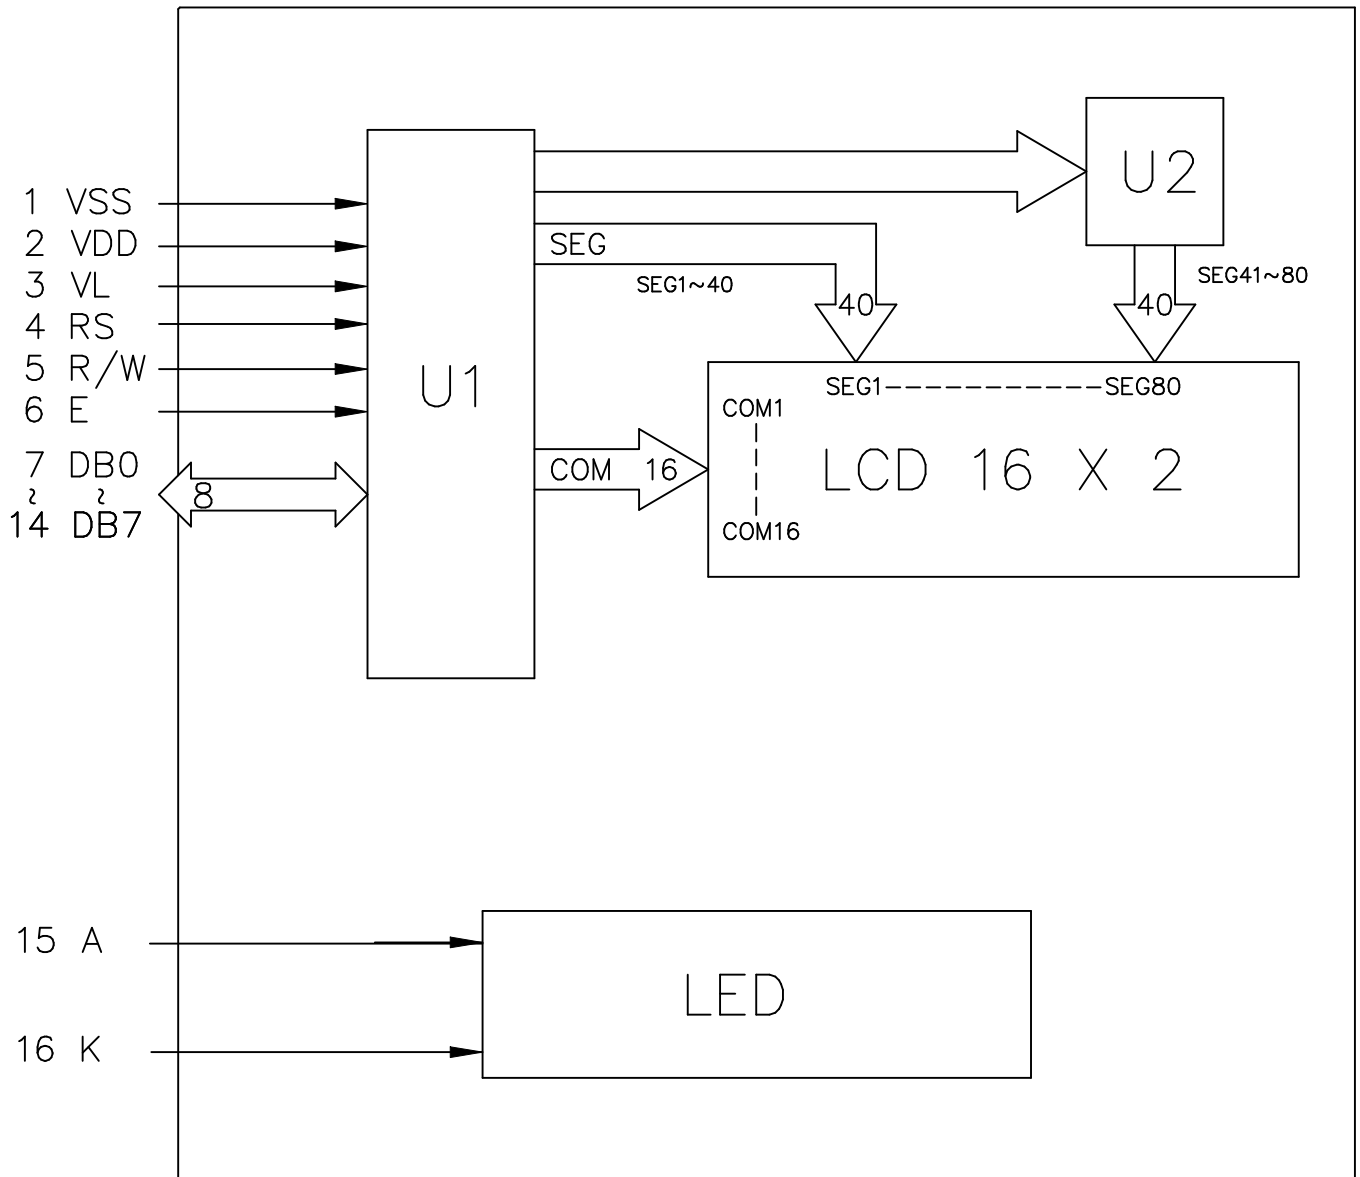 1 VSS
2 VDD
3 VL
4 RS
5 R/W
6 E
7 DB0
~ ~
14 DB7
8
U1
U2
SEG
SEG1~40
40
SEG41~80
40
COM 16
SEG1 ----------- SEG80
COM1
COM16
LCD 16 X 2
15 A
16 K
LED